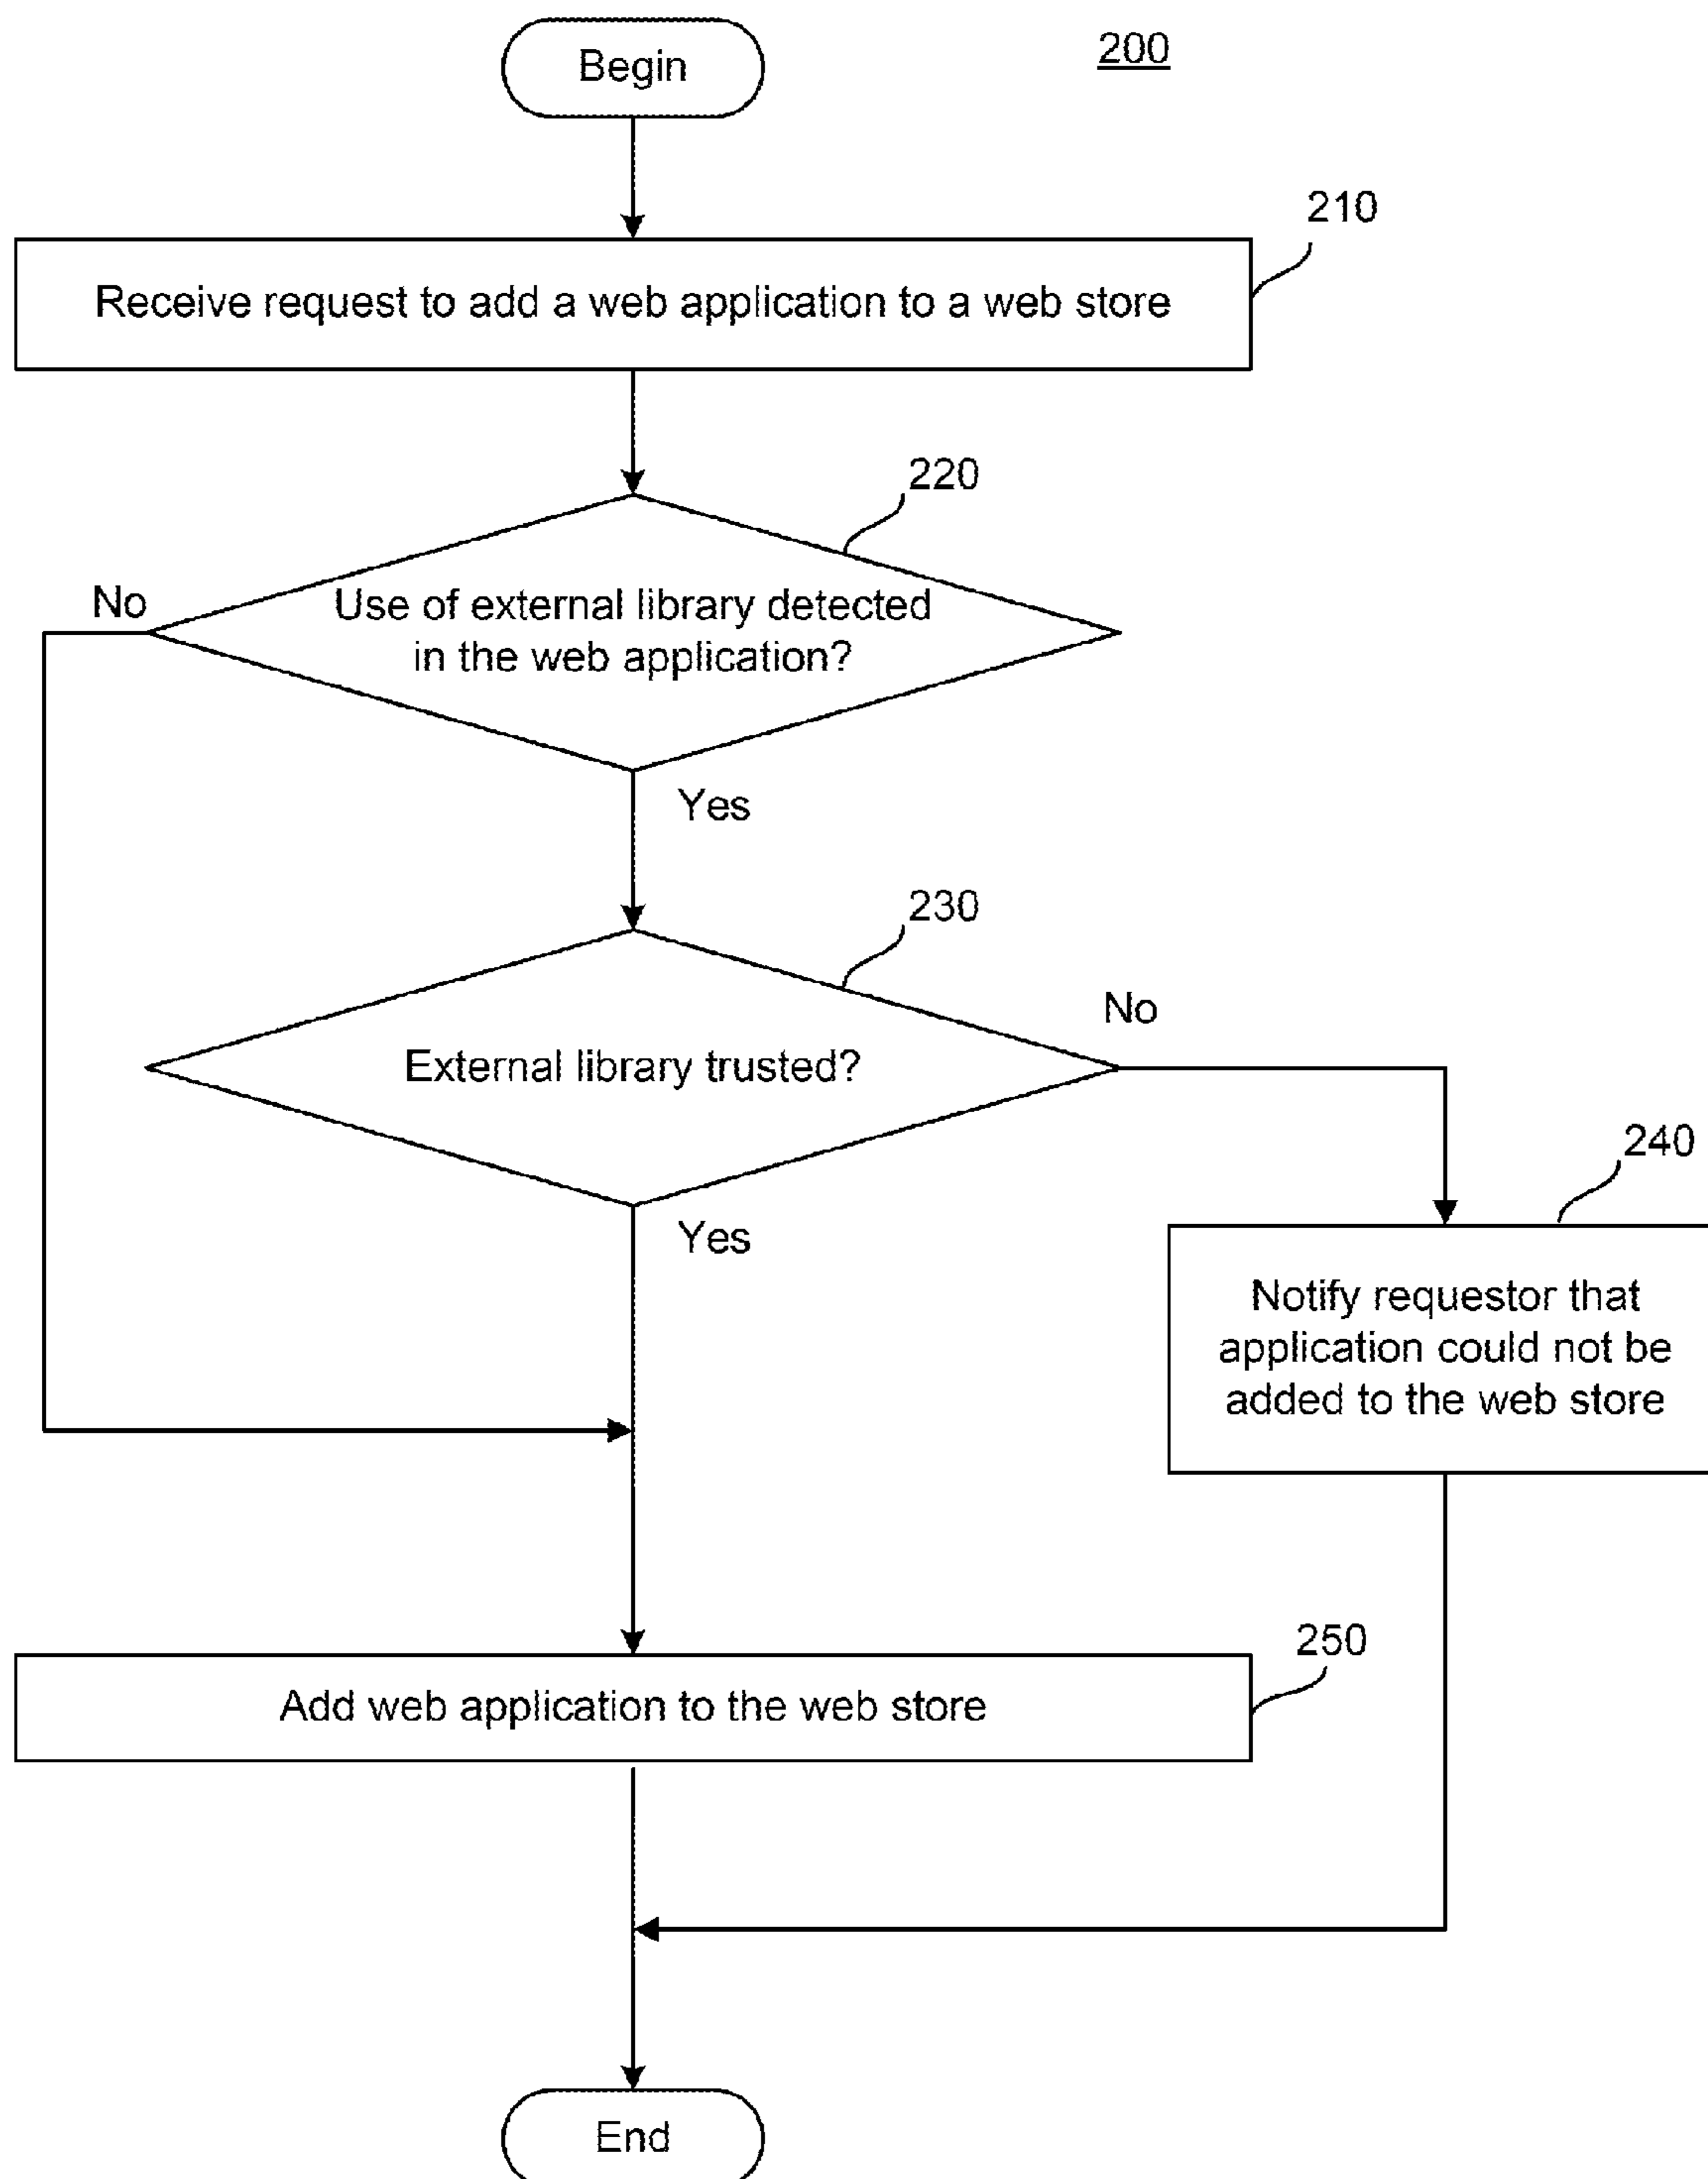 Begin
200
210
Receive request to add a web application to a web store
220
No
Use of external library detected
in the web application?
Yes
230
No
External library trusted?
240
Yes
Notify requestor that
application could not be
added to the web store
250
Add web application to the web store
End